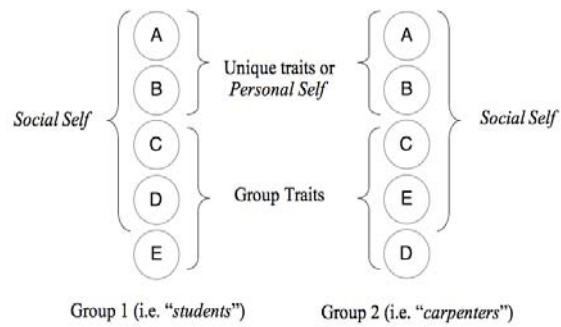 A
A
Unique traits or
Personal Self
B
B
Social Self
C
C
Social Self
D
Group Traits
E
E
D
Group 1 (i.e. “students”)
Group 2 (i.e. “carpenters”)